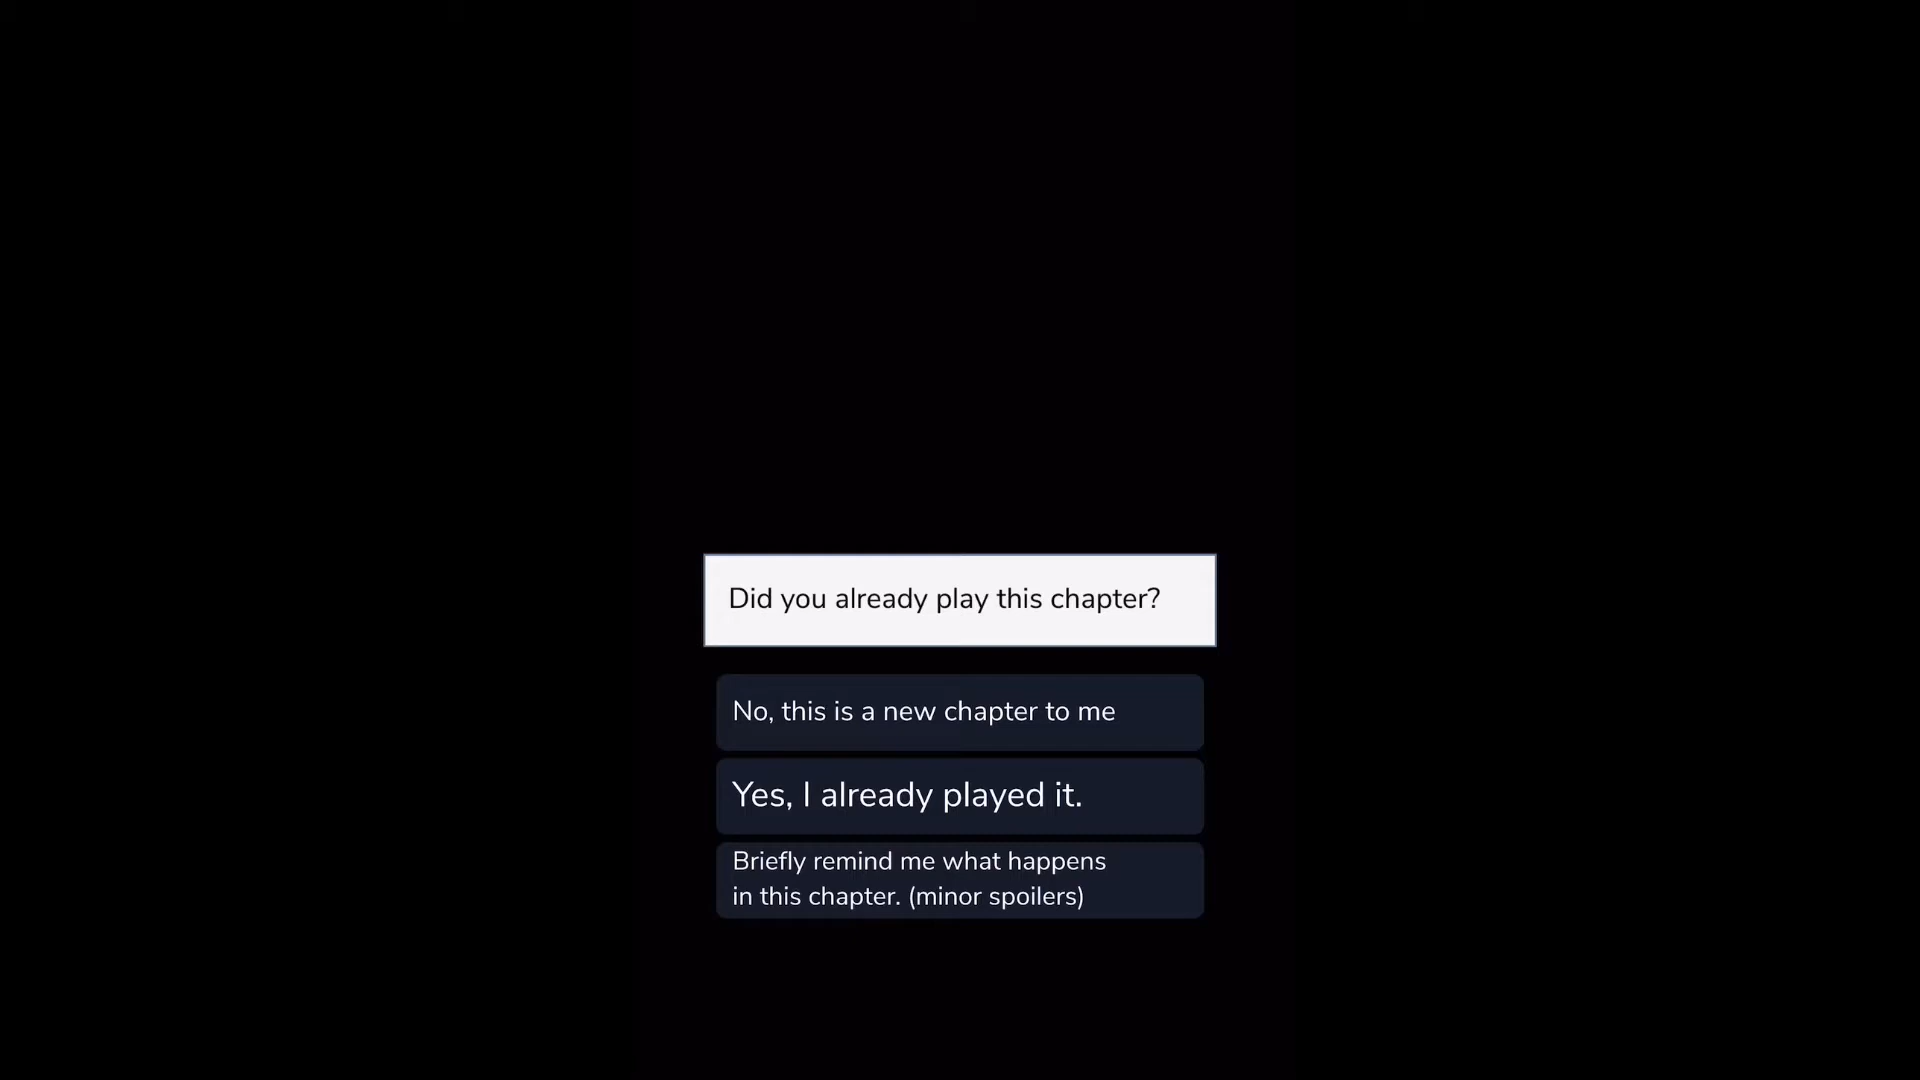 Did you already play this chapter?
No, this is a new chapter to me
Yes, I already played it.
Briefly remind me what happens
in this chapter. (minor spoilers)